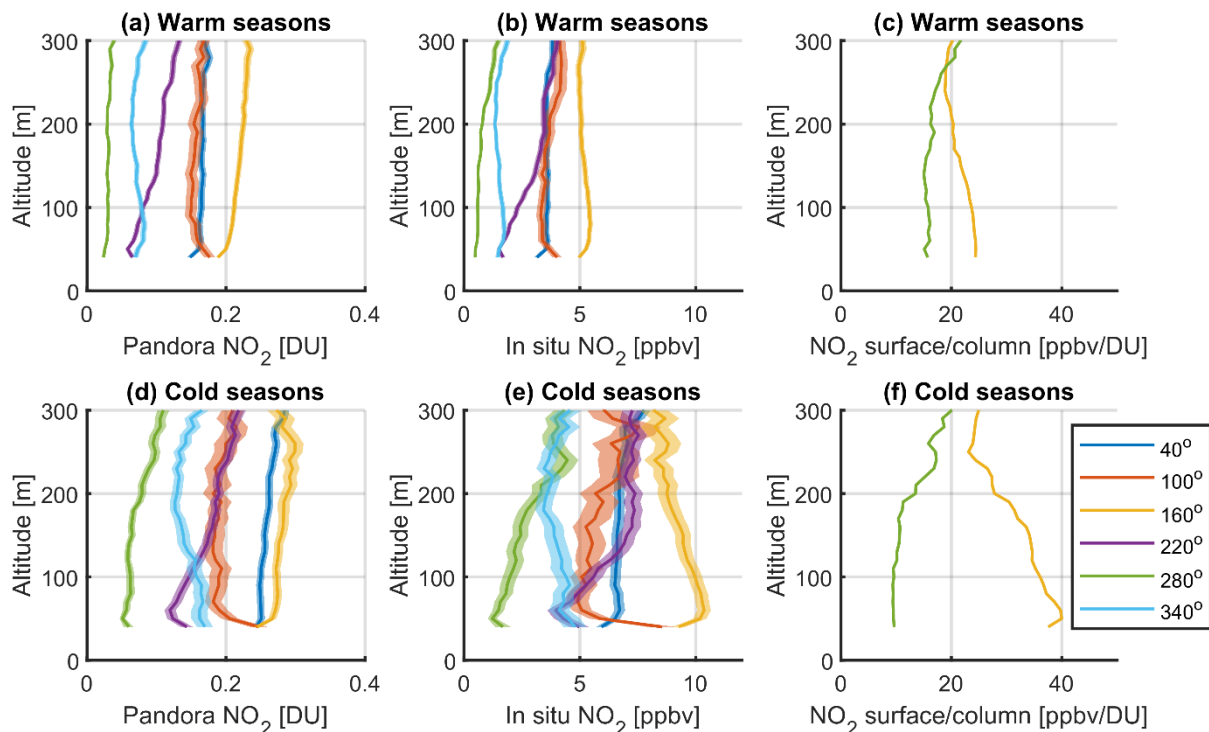 (a) Warm seasons
(b) Warm seasons
(c) Warm seasons
300
200
100
0
Altitude [m]
0
0.2
0.4
Pandora NO2 [DU]
300
200
100
0
Altitude [m]
0
5
10
In situ NO2 [ppbv]
300
200
100
0
Altitude [m]
0
20
40
NO2 surface/column [ppbv/DU]
(d) Cold seasons
(e) Cold seasons
(f) Cold seasons
300
200
100
0
Altitude [m]
0
0.2
0.4
Pandora NO2 [DU]
300
200
100
0
Altitude [m]
0
5
10
In situ NO2 [ppbv]
300
200
100
0
Altitude [m]
0
20
40
NO2 surface/column [ppbv/DU]
40o
100o
160o
220o
280o
340o